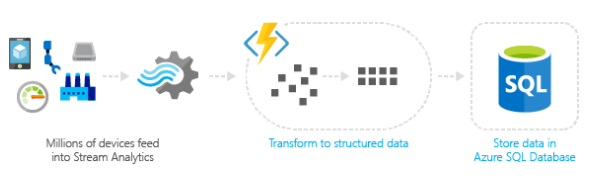 SQL
Millions of devices feed
into Stream Analytics
Transform to structured data
Store data in
Azure SQL Database